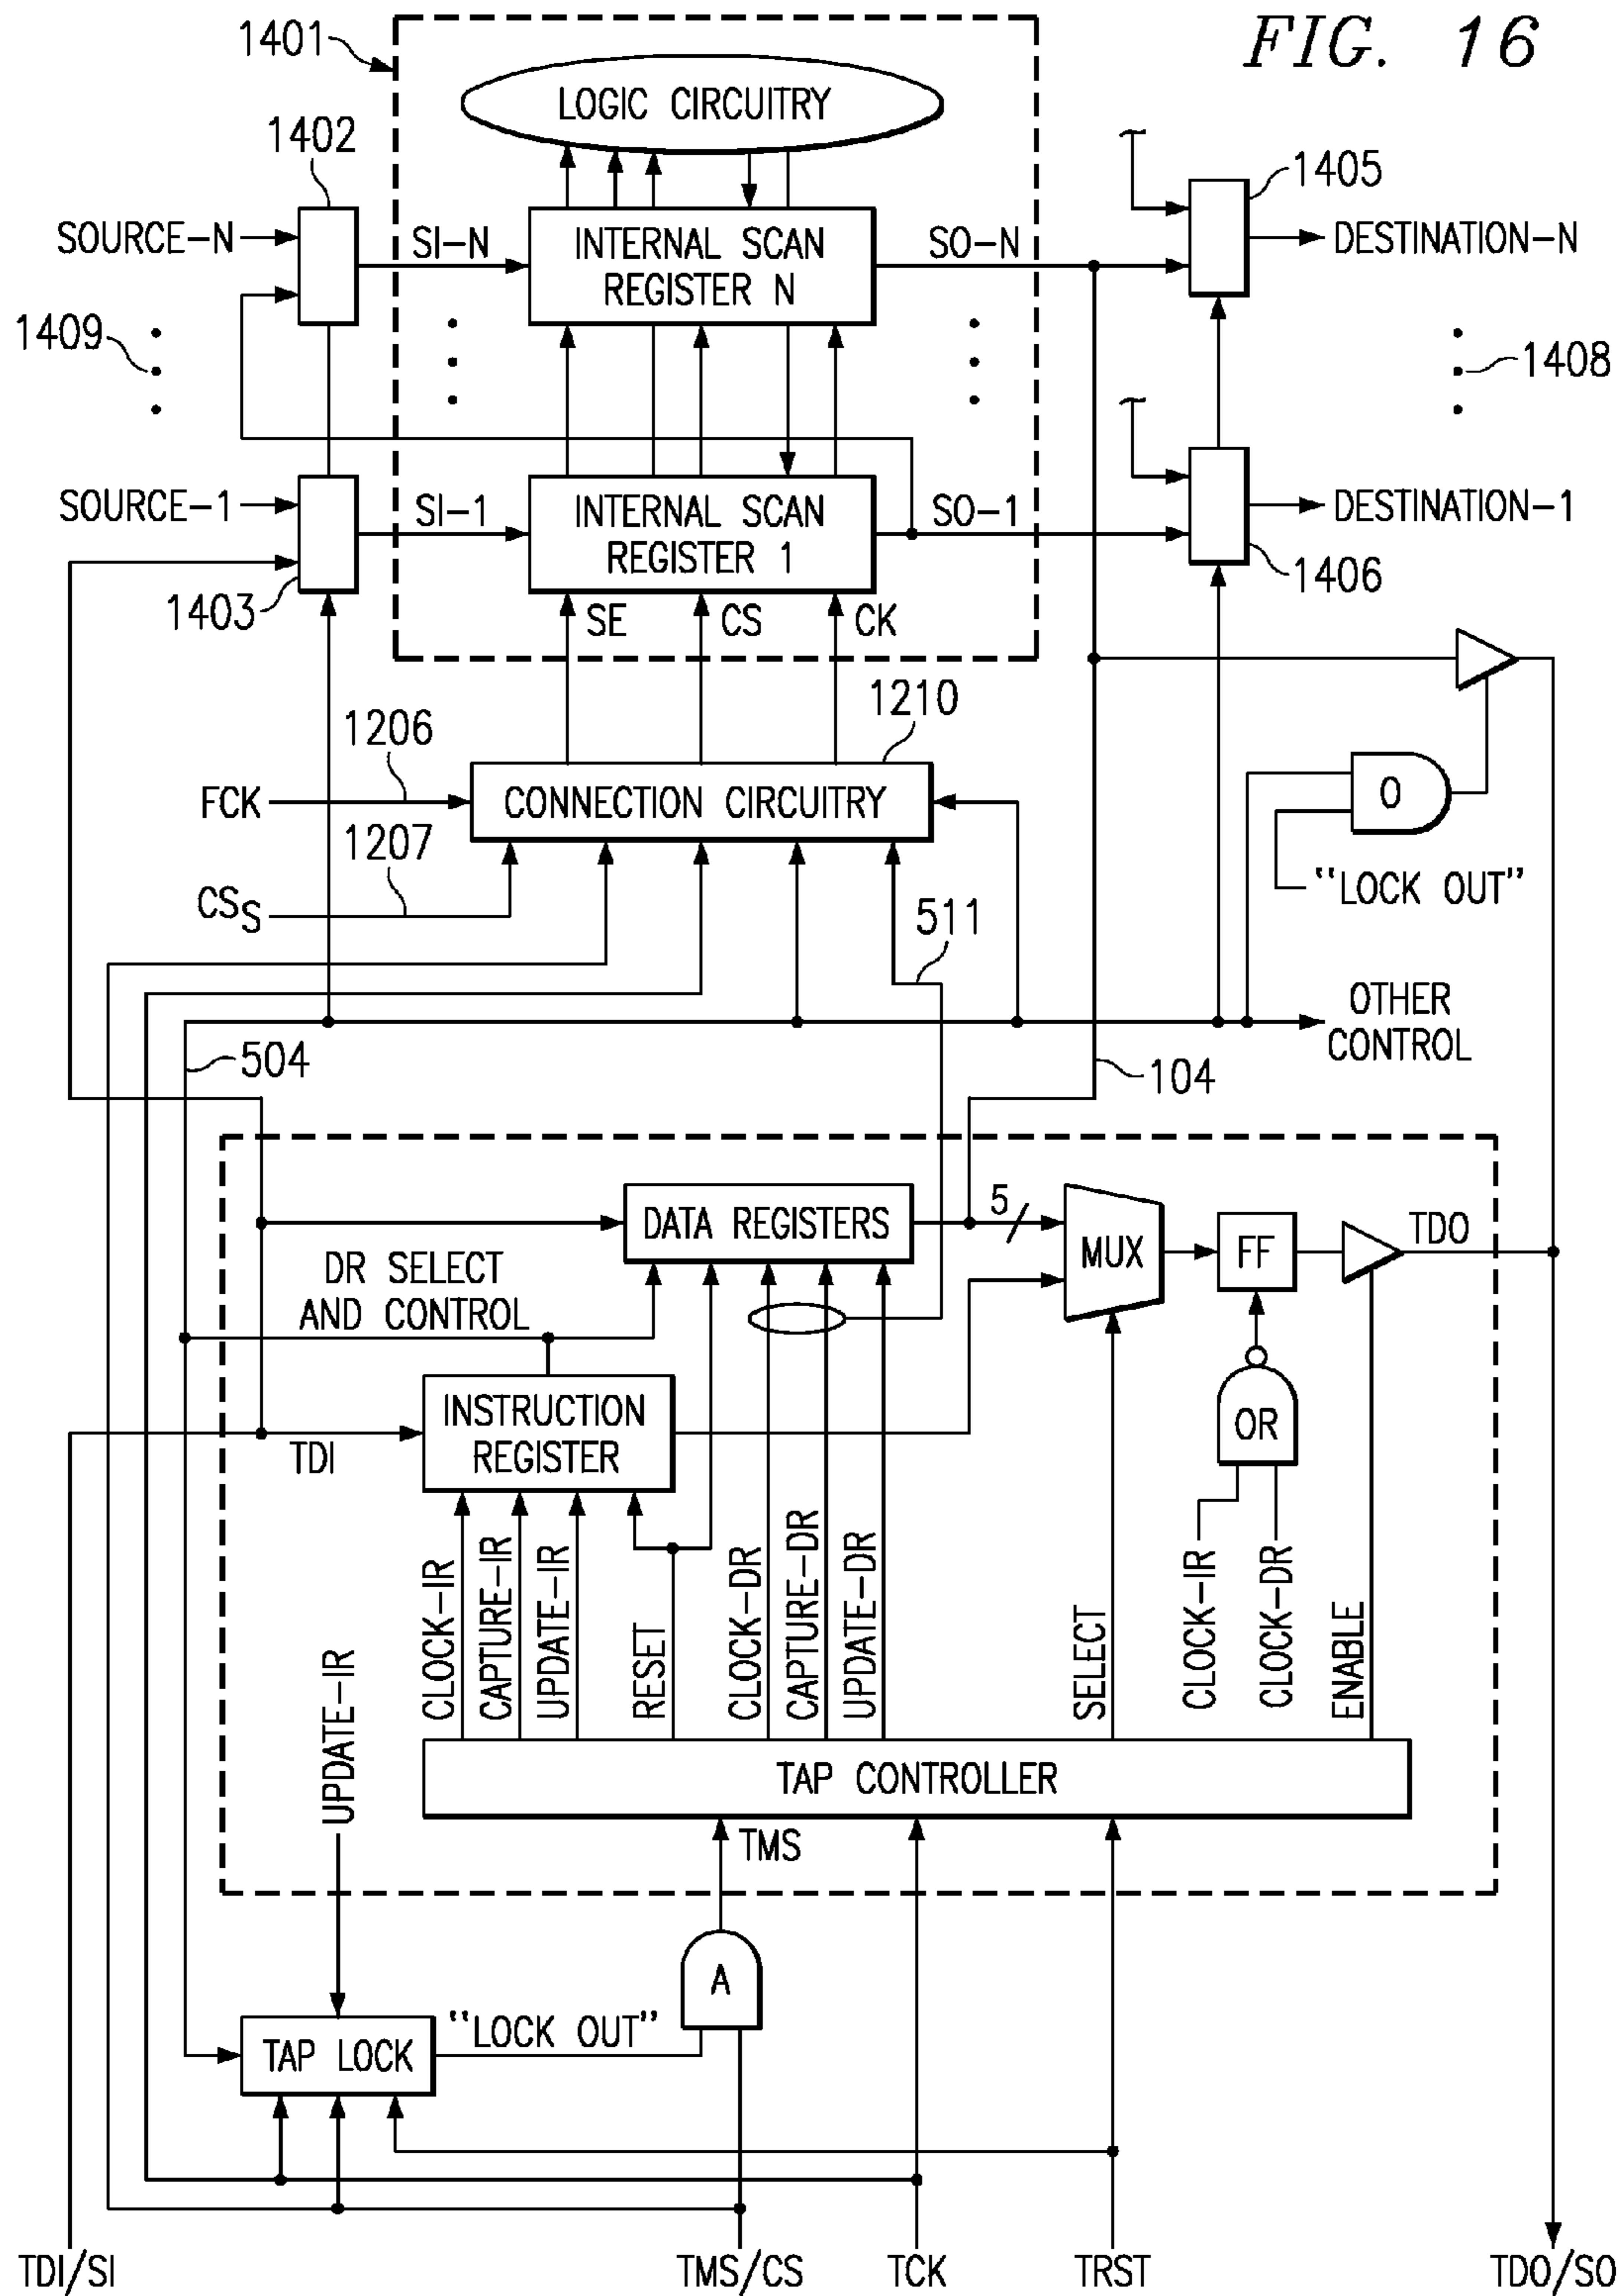 FIG. 16
1401
LOGIC CIRCUITRY
1402
1405
SOURCE-N
SI-N
INTERNAL SCAN
REGISTER N
SO-N
DESTINATION-N
1409
1408
SOURCE-1
SI-1
INTERNAL SCAN
REGISTER 1
SO-1
DESTINATION-1
1403
1406
SE
CS
CK
1210
1206
FCK
CONNECTION CIRCUITRY
O
1207
CSS
"LOCK OUT"
511
OTHER
CONTROL
504
104
DATA REGISTERS
5
MUX
FF
TDO
DR SELECT
AND CONTROL
INSTRUCTION
REGISTER
TDI
OR
CLOCK-IR
CAPTURE-IR
UPDATE-IR
RESET
CLOCK-DR
CAPTURE-DR
UPDATE-DR
SELECT
CLOCK-IR
CLOCK-DR
ENABLE
UPDATE-IR
TAP CONTROLLER
TMS
A
TAP LOCK
"LOCK OUT"
TDI/SI
TMS/CS
TCK
TRST
TDO/SO